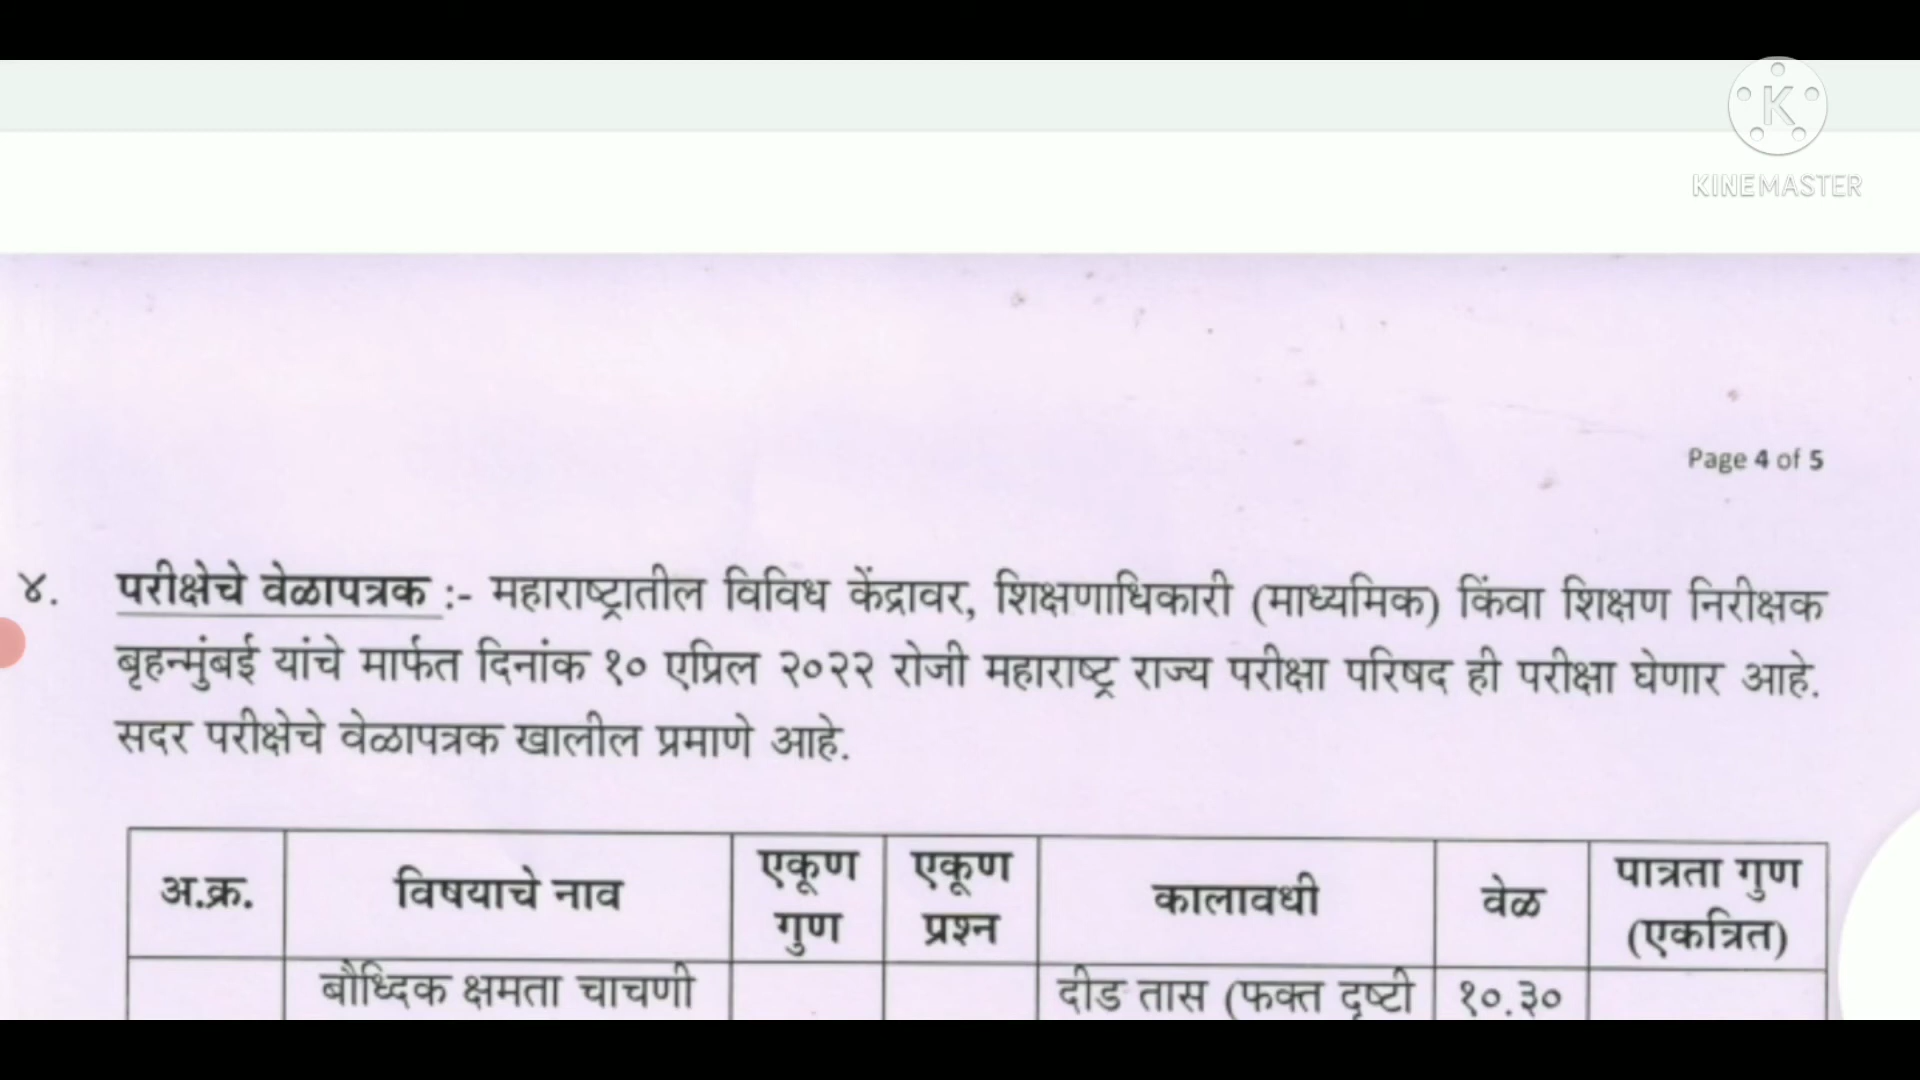 K
KINEMASTER
Page 4 of 5
४. परीक्षेचे वेळापत्रक :- महाराष्ट्रातील विविध केंद्रावर, शिक्षणाधिकारी (माध्यमिक) किंवा शिक्षण निरीक्षक
बृहन्मुंबई यांचे मार्फत दिनांक १० एप्रिल २०२२ रोजी महाराष्ट्र राज्य परीक्षा परिषद ही परीक्षा घेणार आहे.
सदर परीक्षेचे वेळापत्रक खालील प्रमाणे आहे.
अ.क्र. विषयाचे नाव एकूण गुण एकूण प्रश्न कालावधी वेळ पात्रता गुण (एकत्रित)
बौध्दिक क्षमता चाचणी दीड तास (फक्त दृष्टी १०.३०